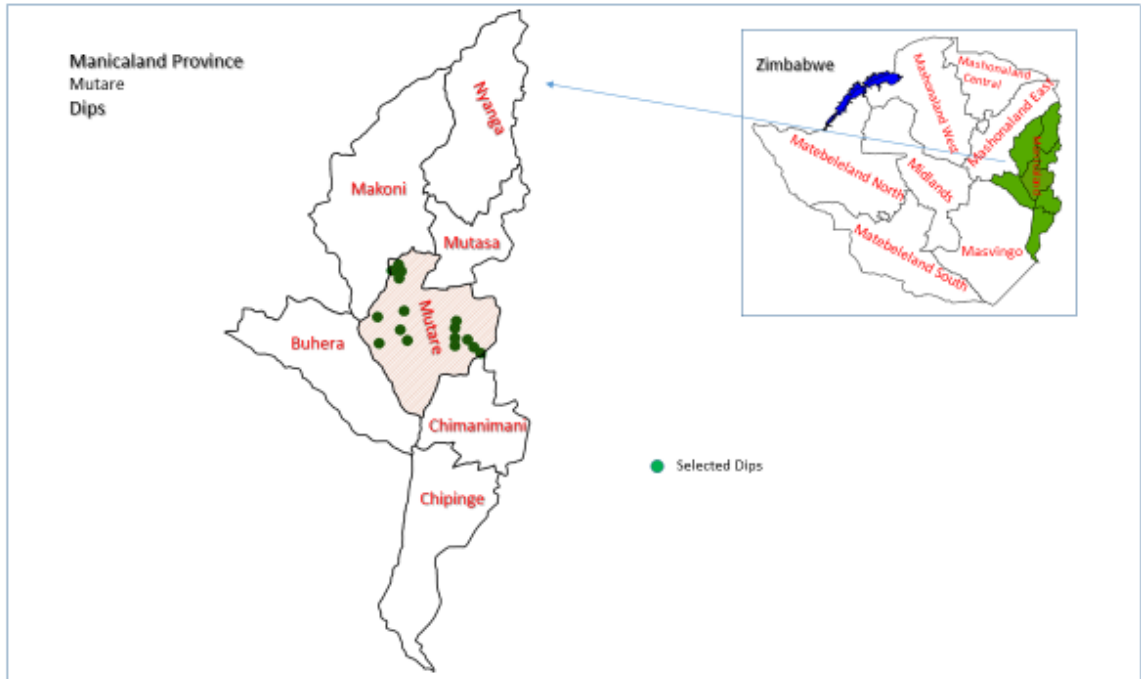 Manicaland Province
Mutare
Dips
Nyanga
Makoni
Mutasa
Mutare
Buhera
Chimanimani
Chipinge
Selected Dips
Zimbabwe
Mashonaland
Central
Mashonaland West
Mashonaland East
Manicaland
Matebeleland North
Midlands
Masvingo
Matebeleland South